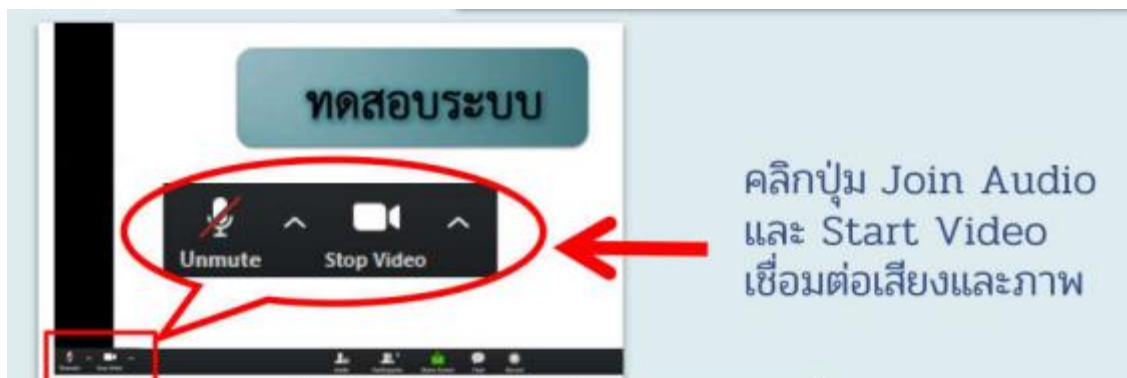 ทดสอบระบบ
Unmute
Stop Video
คลิกปุ่ม Join Audio
และ Start Video
เชื่อมต่อเสียงและภาพ